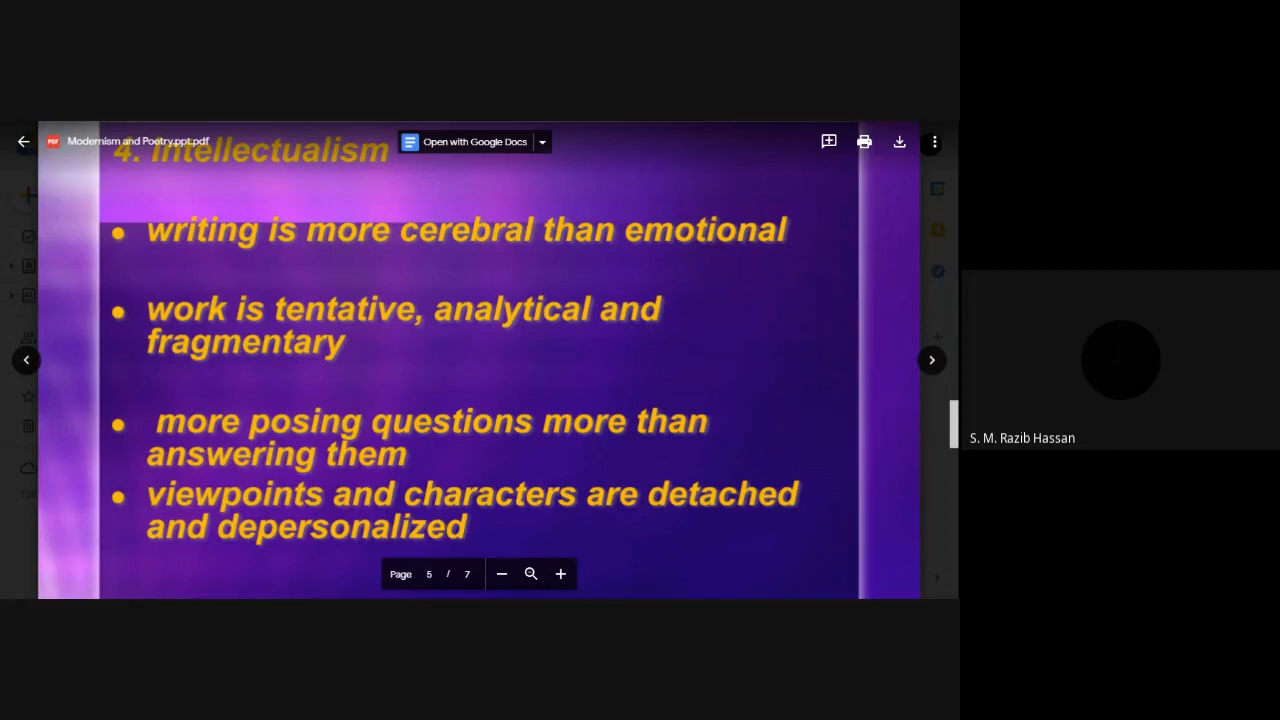 Modernism and Poetry.ppt.pdf
Open with Google Docs
4. Intellectualism
writing is more cerebral than emotional
work is tentative, analytical and
fragmentary
more posing questions more than
answering them
viewpoints and characters are detached
and depersonalized
Page 5 / 7
S. M. Razib Hassan